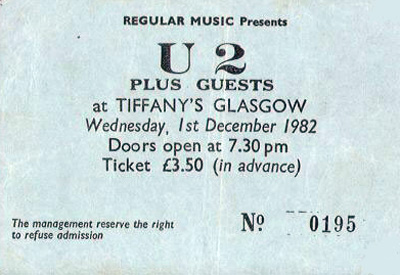 REGULAR MUSIC Presents
U 2
PLUS GUESTS
at TIFFANY'S GLASGOW
Wednesday, 1st December 1982
Doors open at 7.30 pm
Ticket £3.50 (in advance)
The management reserve the right
to refuse admission
No. 0195